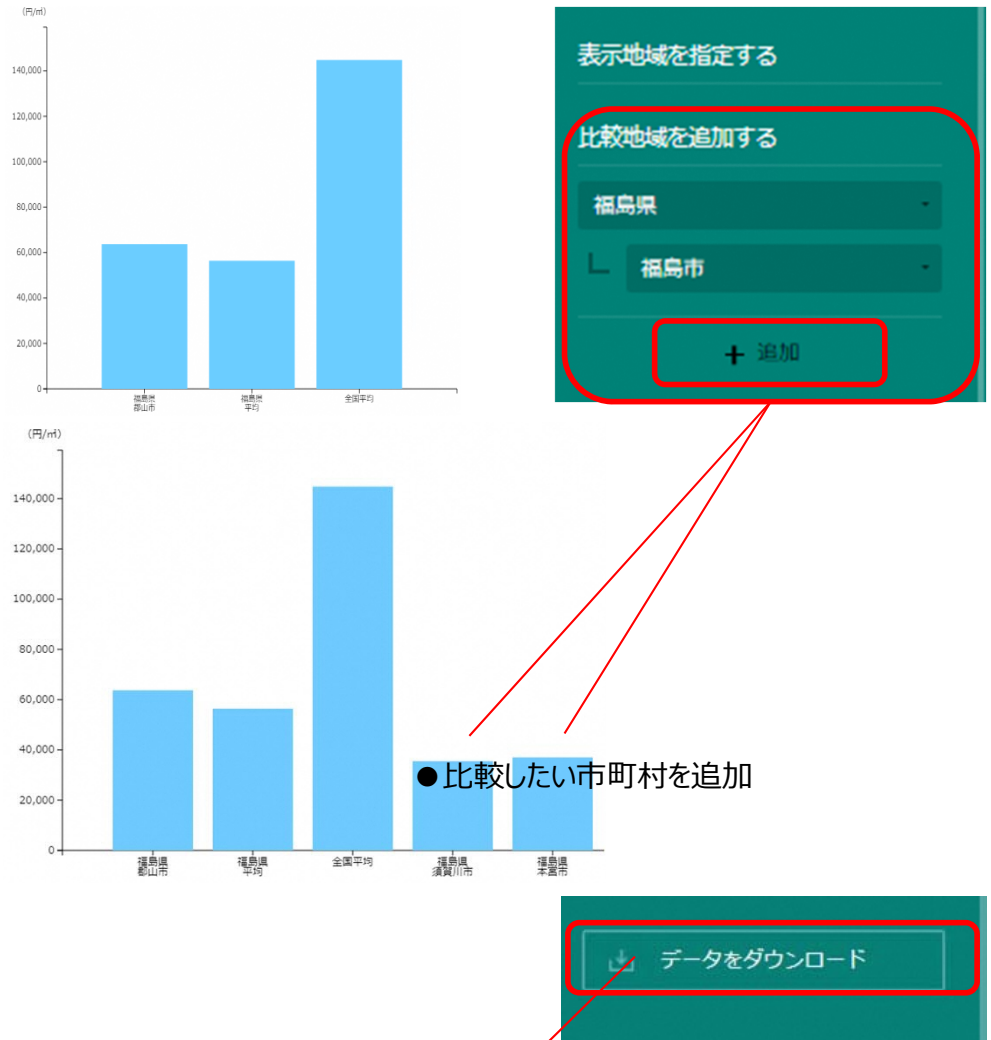 (円/㎡)
140,000
120,000
100,000
80,000
60,000
40,000
20,000
0
福島県
郡山市
福島県
平均
全国平均
表示地域を指定する
比較地域を追加する
福島県
福島市
+ 追加
(円/㎡)
140,000
120,000
100,000
80,000
60,000
40,000
20,000
0
福島県
郡山市
福島県
平均
全国平均
福島県
須賀川市
福島県
本宮市
●比較したい市町村を追加
データをダウンロード